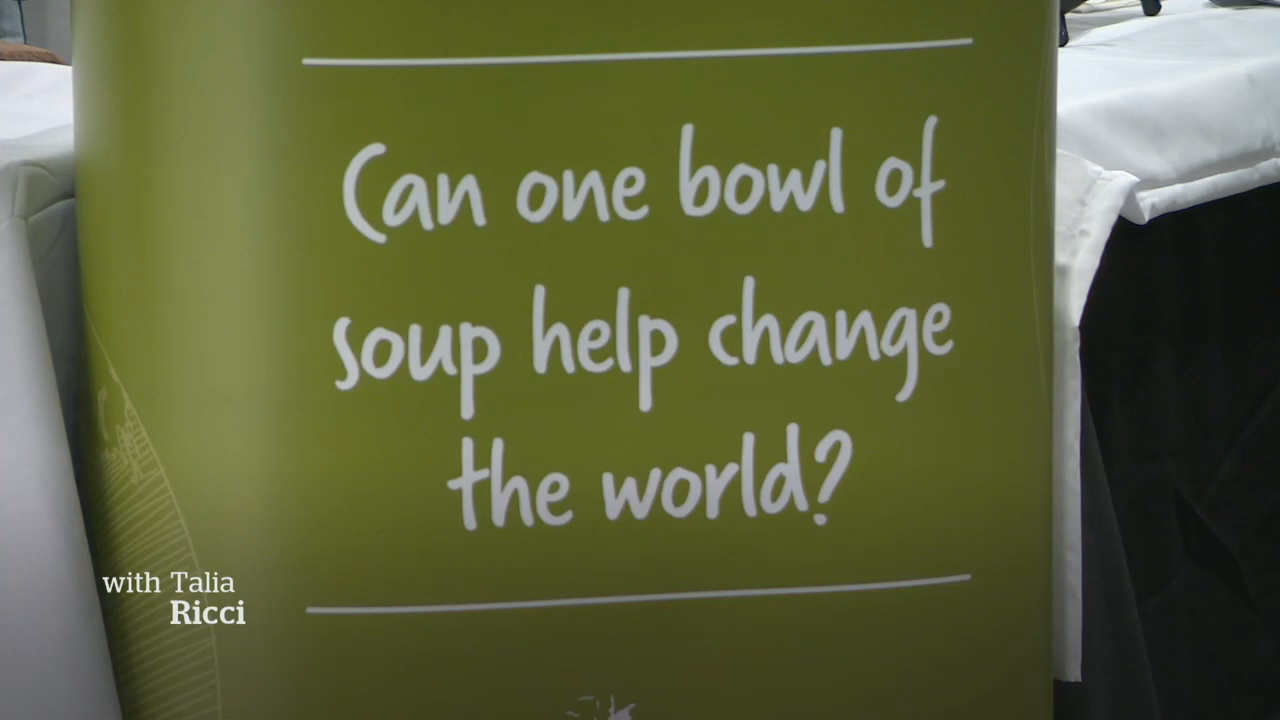 Can one bowl of
soup help change
the world?
with Talia
Ricci